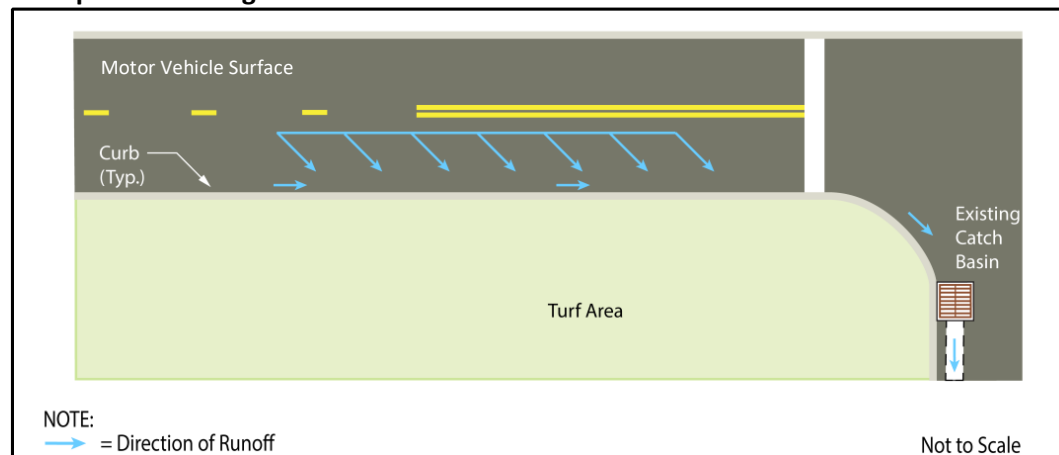 Motor Vehicle Surface
Curb
(Typ.)
Existing
Catch
Basin
Turf Area
NOTE:
= Direction of Runoff
Not to Scale